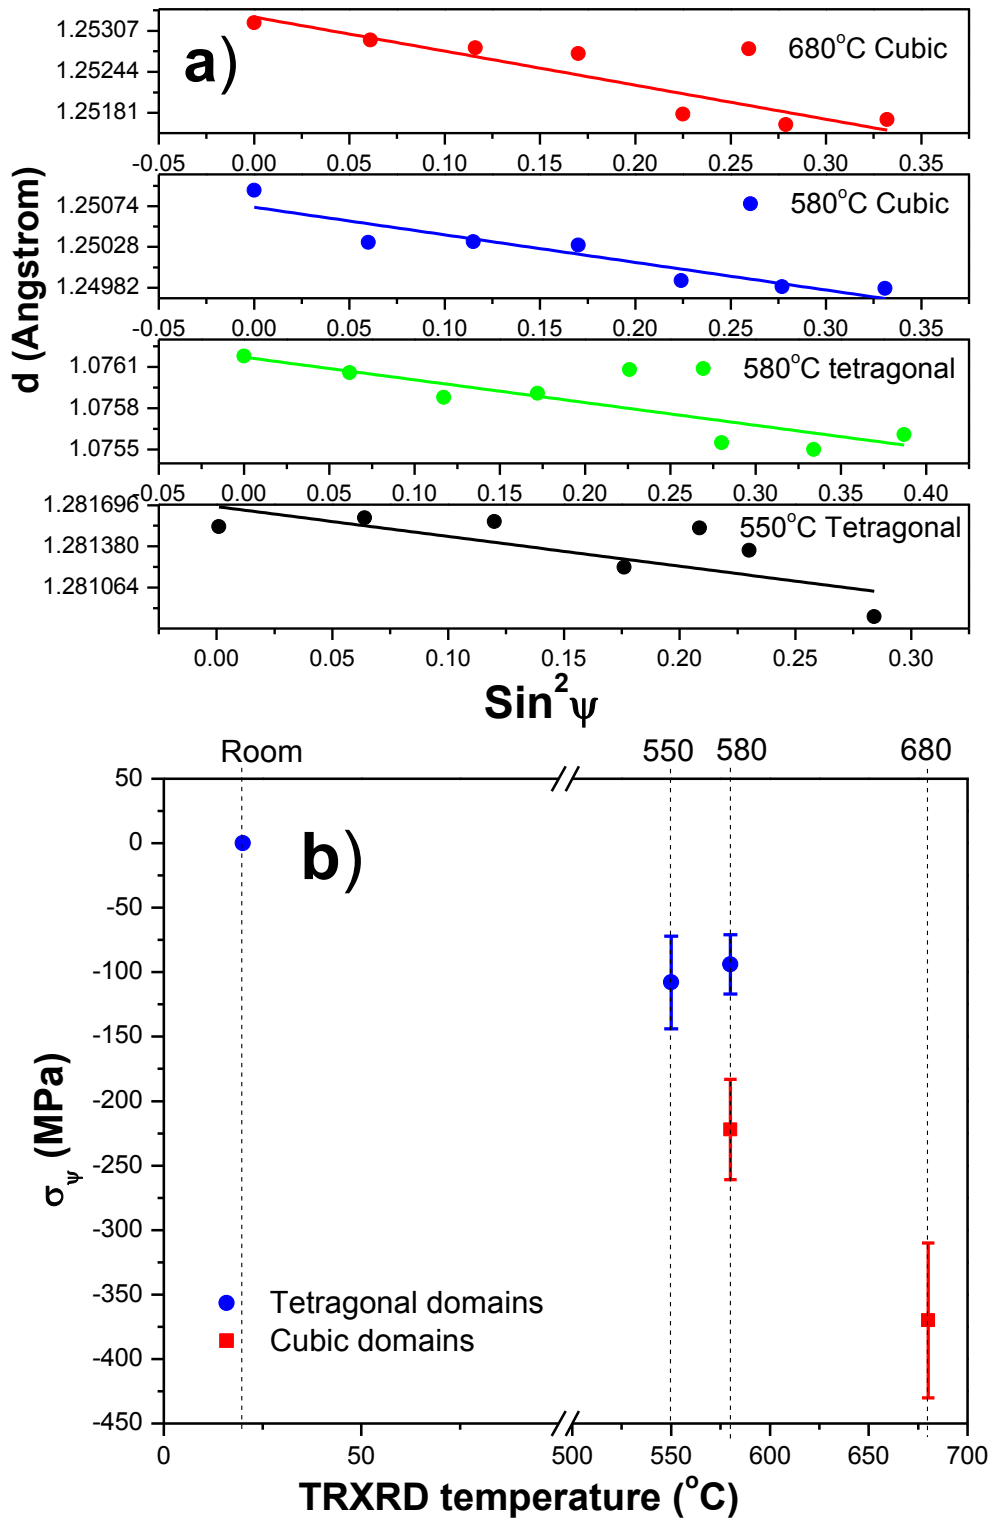 a)
680°C Cubic
1.25307
1.25244
1.25181
-0.05 0.00 0.05 0.10 0.15 0.20 0.25 0.30 0.35
580°C Cubic
1.25074
1.25028
1.24982
-0.05 0.00 0.05 0.10 0.15 0.20 0.25 0.30 0.35
580°C tetragonal
1.0761
1.0758
1.0755
-0.05 0.00 0.05 0.10 0.15 0.20 0.25 0.30 0.35 0.40
550°C Tetragonal
1.281696
1.281380
1.281064
0.00 0.05 0.10 0.15 0.20 0.25 0.30
d (Angstrom)
Sin²ψ
Room 550 580 680
b)
50
0
-50
-100
-150
-200
-250
-300
-350
-400
-450
σψ (MPa)
Tetragonal domains
Cubic domains
0 50 500 550 600 650 700
TRXRD temperature (°C)